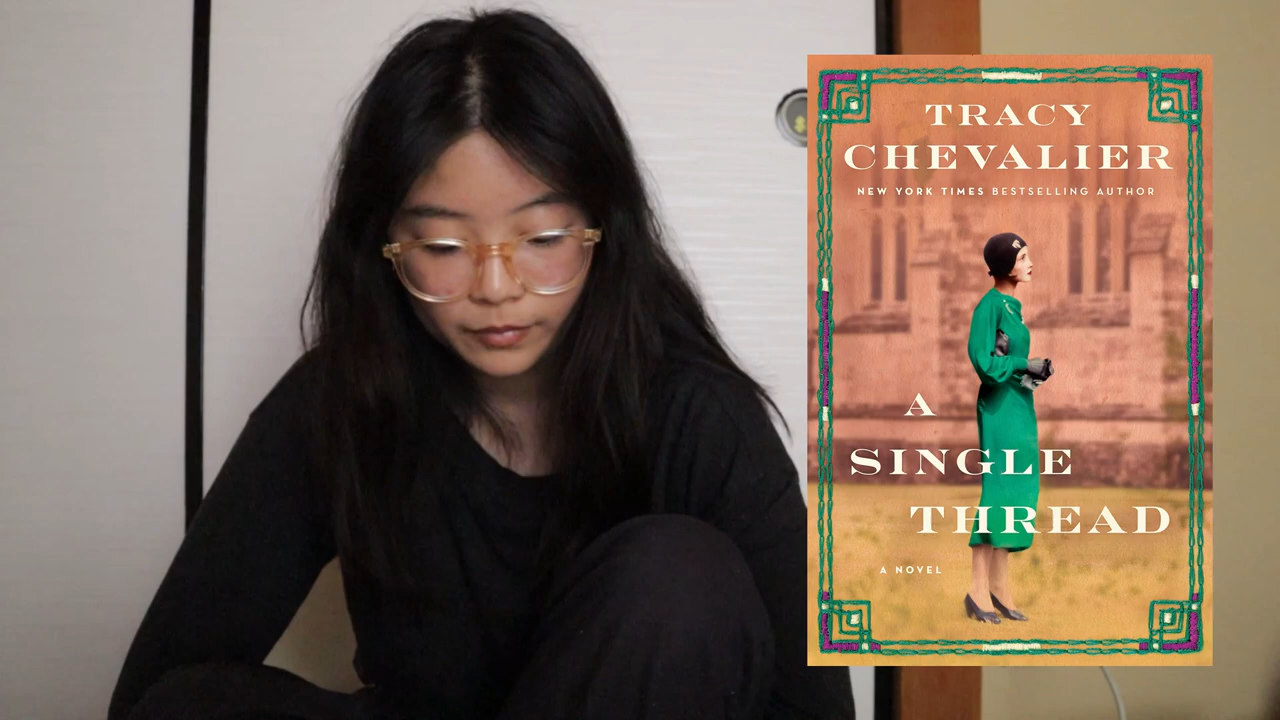 TRACY
CHEVALIER
NEW YORK TIMES BESTSELLING AUTHOR
A
SINGLE
THREAD
A NOVEL